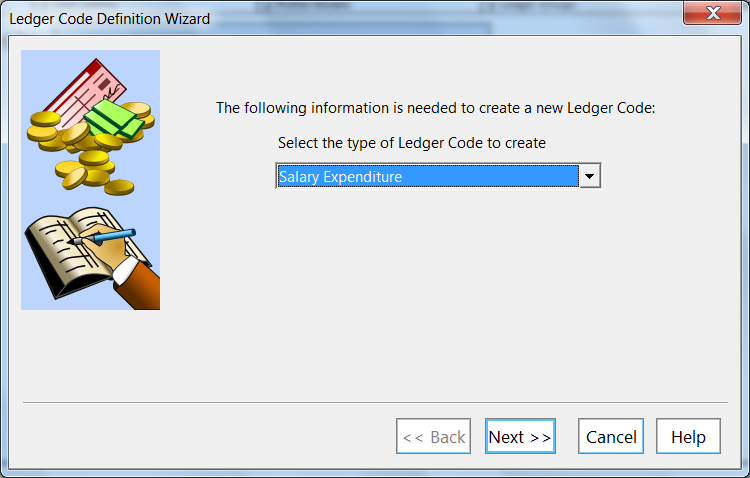 Ledger Code Definition Wizard
The following information is needed to create a new Ledger Code:
Select the type of Ledger Code to create
Salary Expenditure
<< Back
Next >>
Cancel
Help